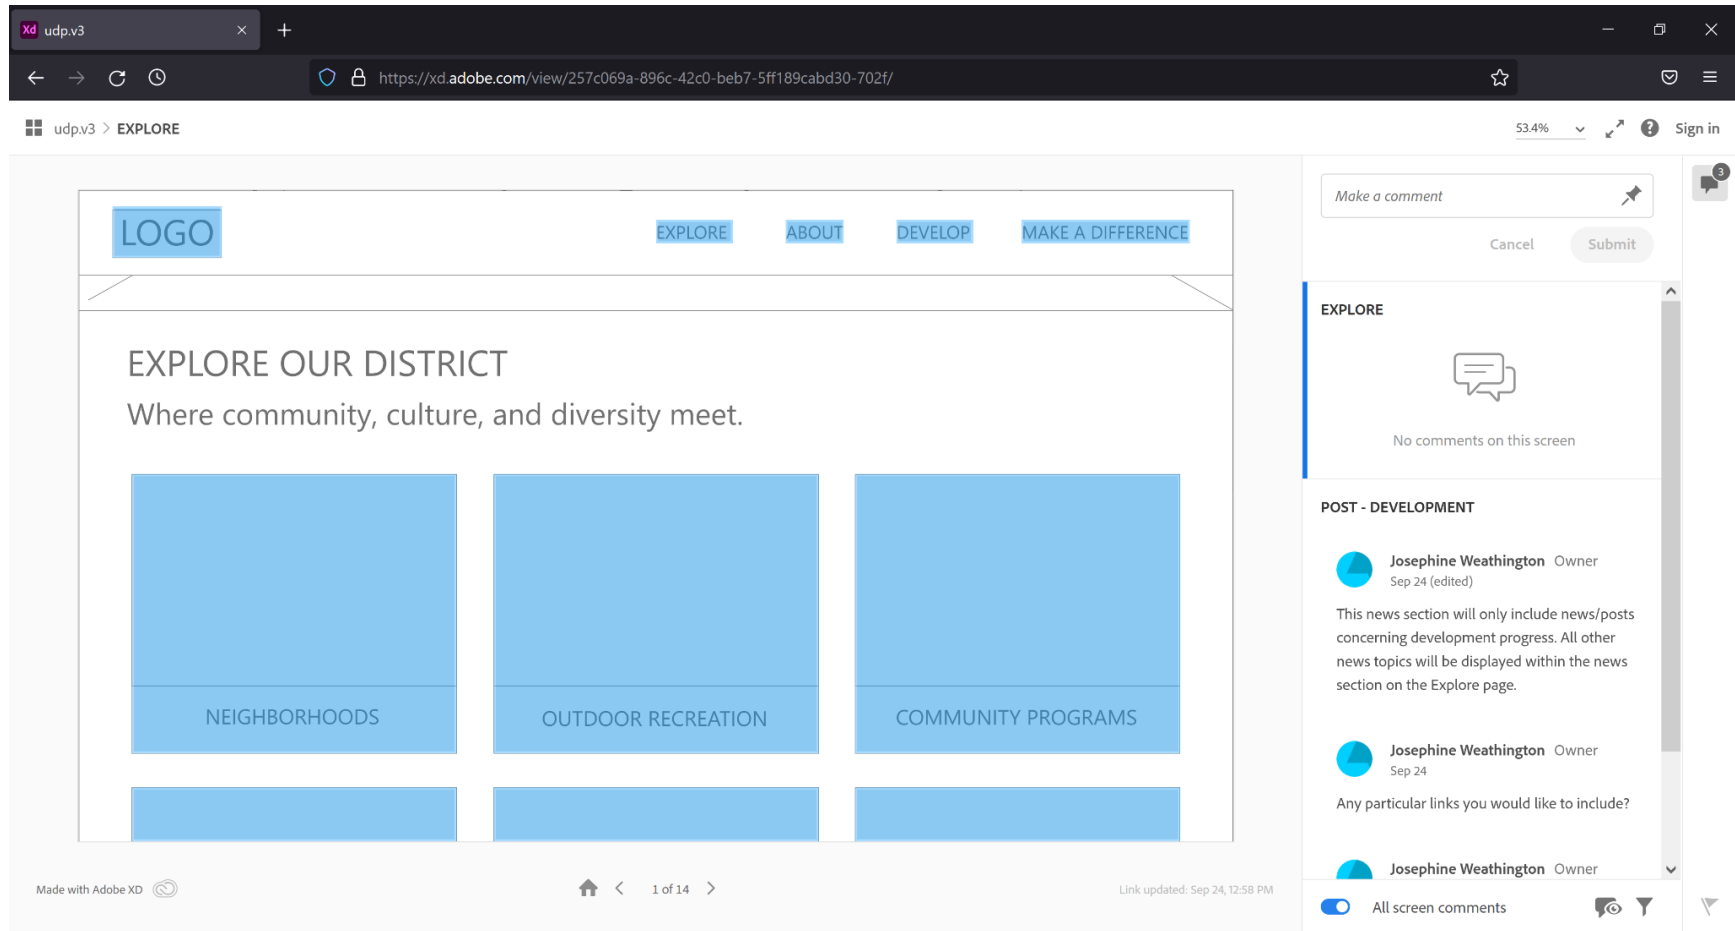 Xd udp.v3
https://xd.adobe.com/view/257c069a-896c-42c0-beb7-5ff189cabd30-702f/
udp.v3 > EXPLORE
53.4%
Sign in
LOGO
EXPLORE
ABOUT
DEVELOP
MAKE A DIFFERENCE
EXPLORE OUR DISTRICT
Where community, culture, and diversity meet.
NEIGHBORHOODS
OUTDOOR RECREATION
COMMUNITY PROGRAMS
Made with Adobe XD
1 of 14
Link updated: Sep 24, 12:58 PM
Make a comment
3
Cancel
Submit
EXPLORE
No comments on this screen
POST - DEVELOPMENT
Josephine Weathington Owner
Sep 24 (edited)
This news section will only include news/posts
concerning development progress. All other
news topics will be displayed within the news
section on the Explore page.
Josephine Weathington Owner
Sep 24
Any particular links you would like to include?
Josephine Weathington Owner
All screen comments